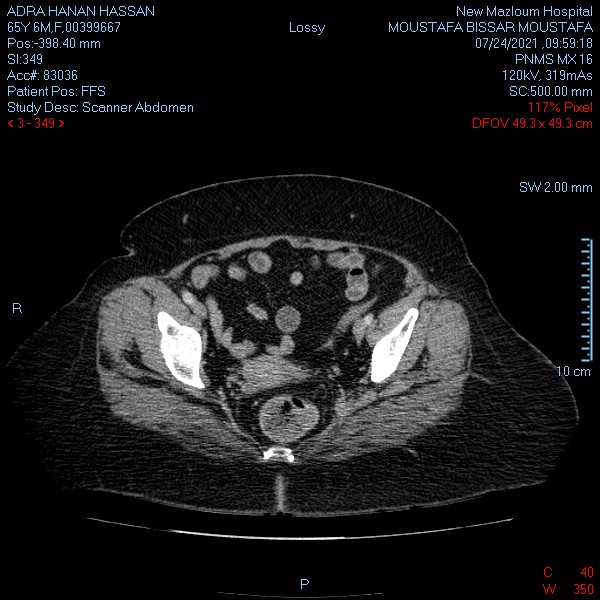 ADRA HANAN HASSAN
65Y 6M,F,00399667
Pos:-398.40 mm
SI:349
Acc#: 83036
Patient Pos: FFS
Study Desc: Scanner Abdomen
< 3 - 349 >
Lossy
New Mazloum Hospital
MOUSTAFA BISSAR MOUSTAFA
07/24/2021 ,09:59:18
PNMS MX 16
120kV, 319mAs
SC:500.00 mm
117% Pixel
DFOV 49.3 x 49.3 cm
SW 2.00 mm
R
10 cm
P
C 40
W 350